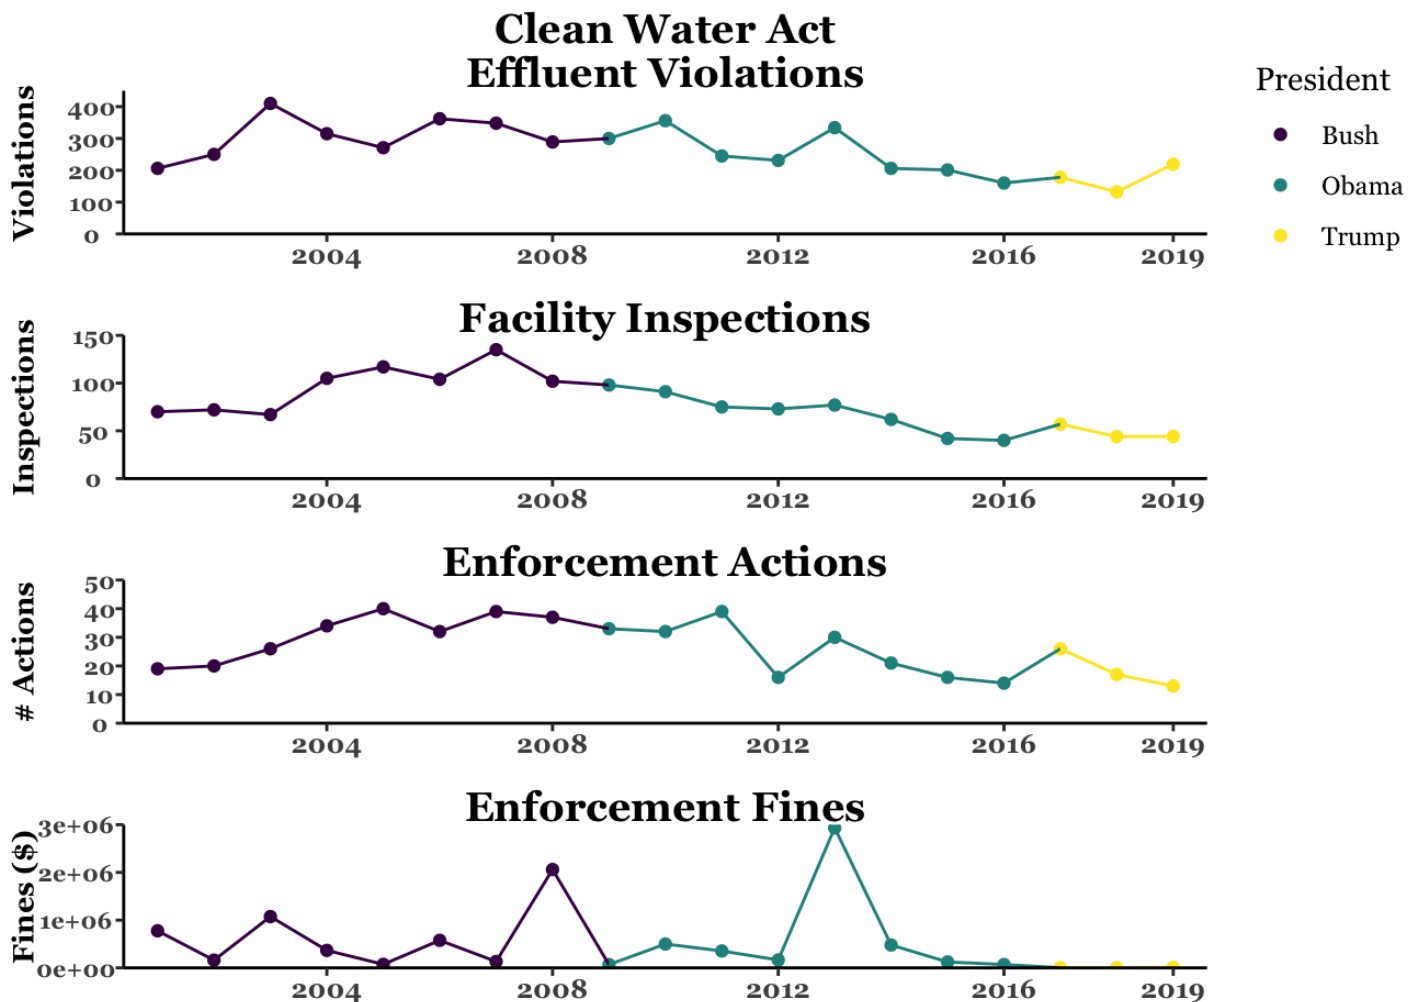 Clean Water Act
Effluent Violations
Violations
400
300
200
100
0
2004 2008 2012 2016 2019
President
Bush
Obama
Trump
Facility Inspections
Inspections
150
100
50
0
2004 2008 2012 2016 2019
Enforcement Actions
# Actions
50
40
30
20
10
0
2004 2008 2012 2016 2019
Enforcement Fines
Fines ($)
3e+06
2e+06
1e+06
0e+00
2004 2008 2012 2016 2019